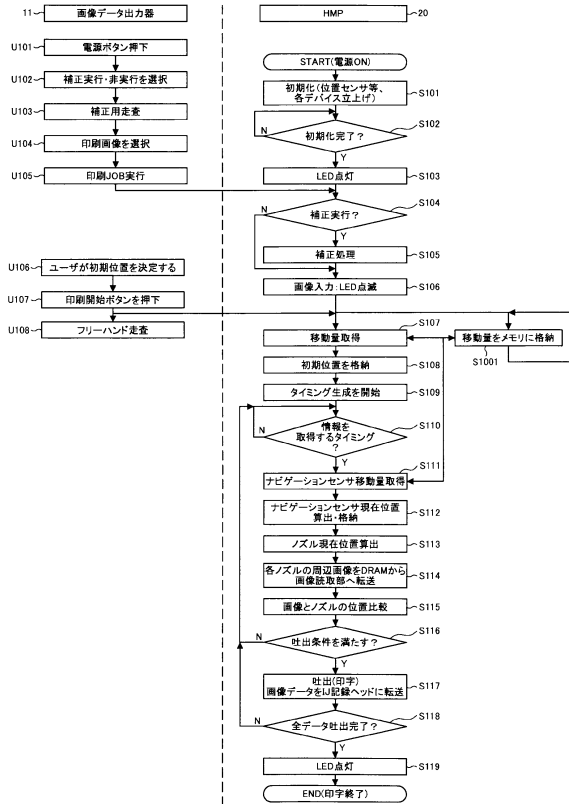 11 画像データ出力器
HMP 20
U101 電源ボタン押下
U102 補正実行・非実行を選択
U103 補正用走査
U104 印刷画像を選択
U105 印刷JOB実行
U106 ユーザが初期位置を決定する
U107 印刷開始ボタンを押下
U108 フリーハンド走査
START(電源ON)
初期化(位置センサ等、
各デバイス立上げ) S101
初期化完了? S102
N
Y
LED点灯 S103
補正実行? S104
N
Y
補正処理 S105
画像入力:LED点滅 S106
移動量取得 S107
移動量をメモリに格納
S1001
初期位置を格納 S108
タイミング生成を開始 S109
情報を
取得するタイミング
? S110
N
Y
ナビゲーションセンサ移動量取得 S111
ナビゲーションセンサ現在位置
算出・格納 S112
ノズル現在位置算出 S113
各ノズルの周辺画像をDRAMから
画像読取部へ転送 S114
画像とノズルの位置比較 S115
吐出条件を満たす? S116
N
Y
吐出(印字)
画像データをIJ記録ヘッドに転送 S117
全データ吐出完了? S118
N
Y
LED点灯 S119
END(印字終了)